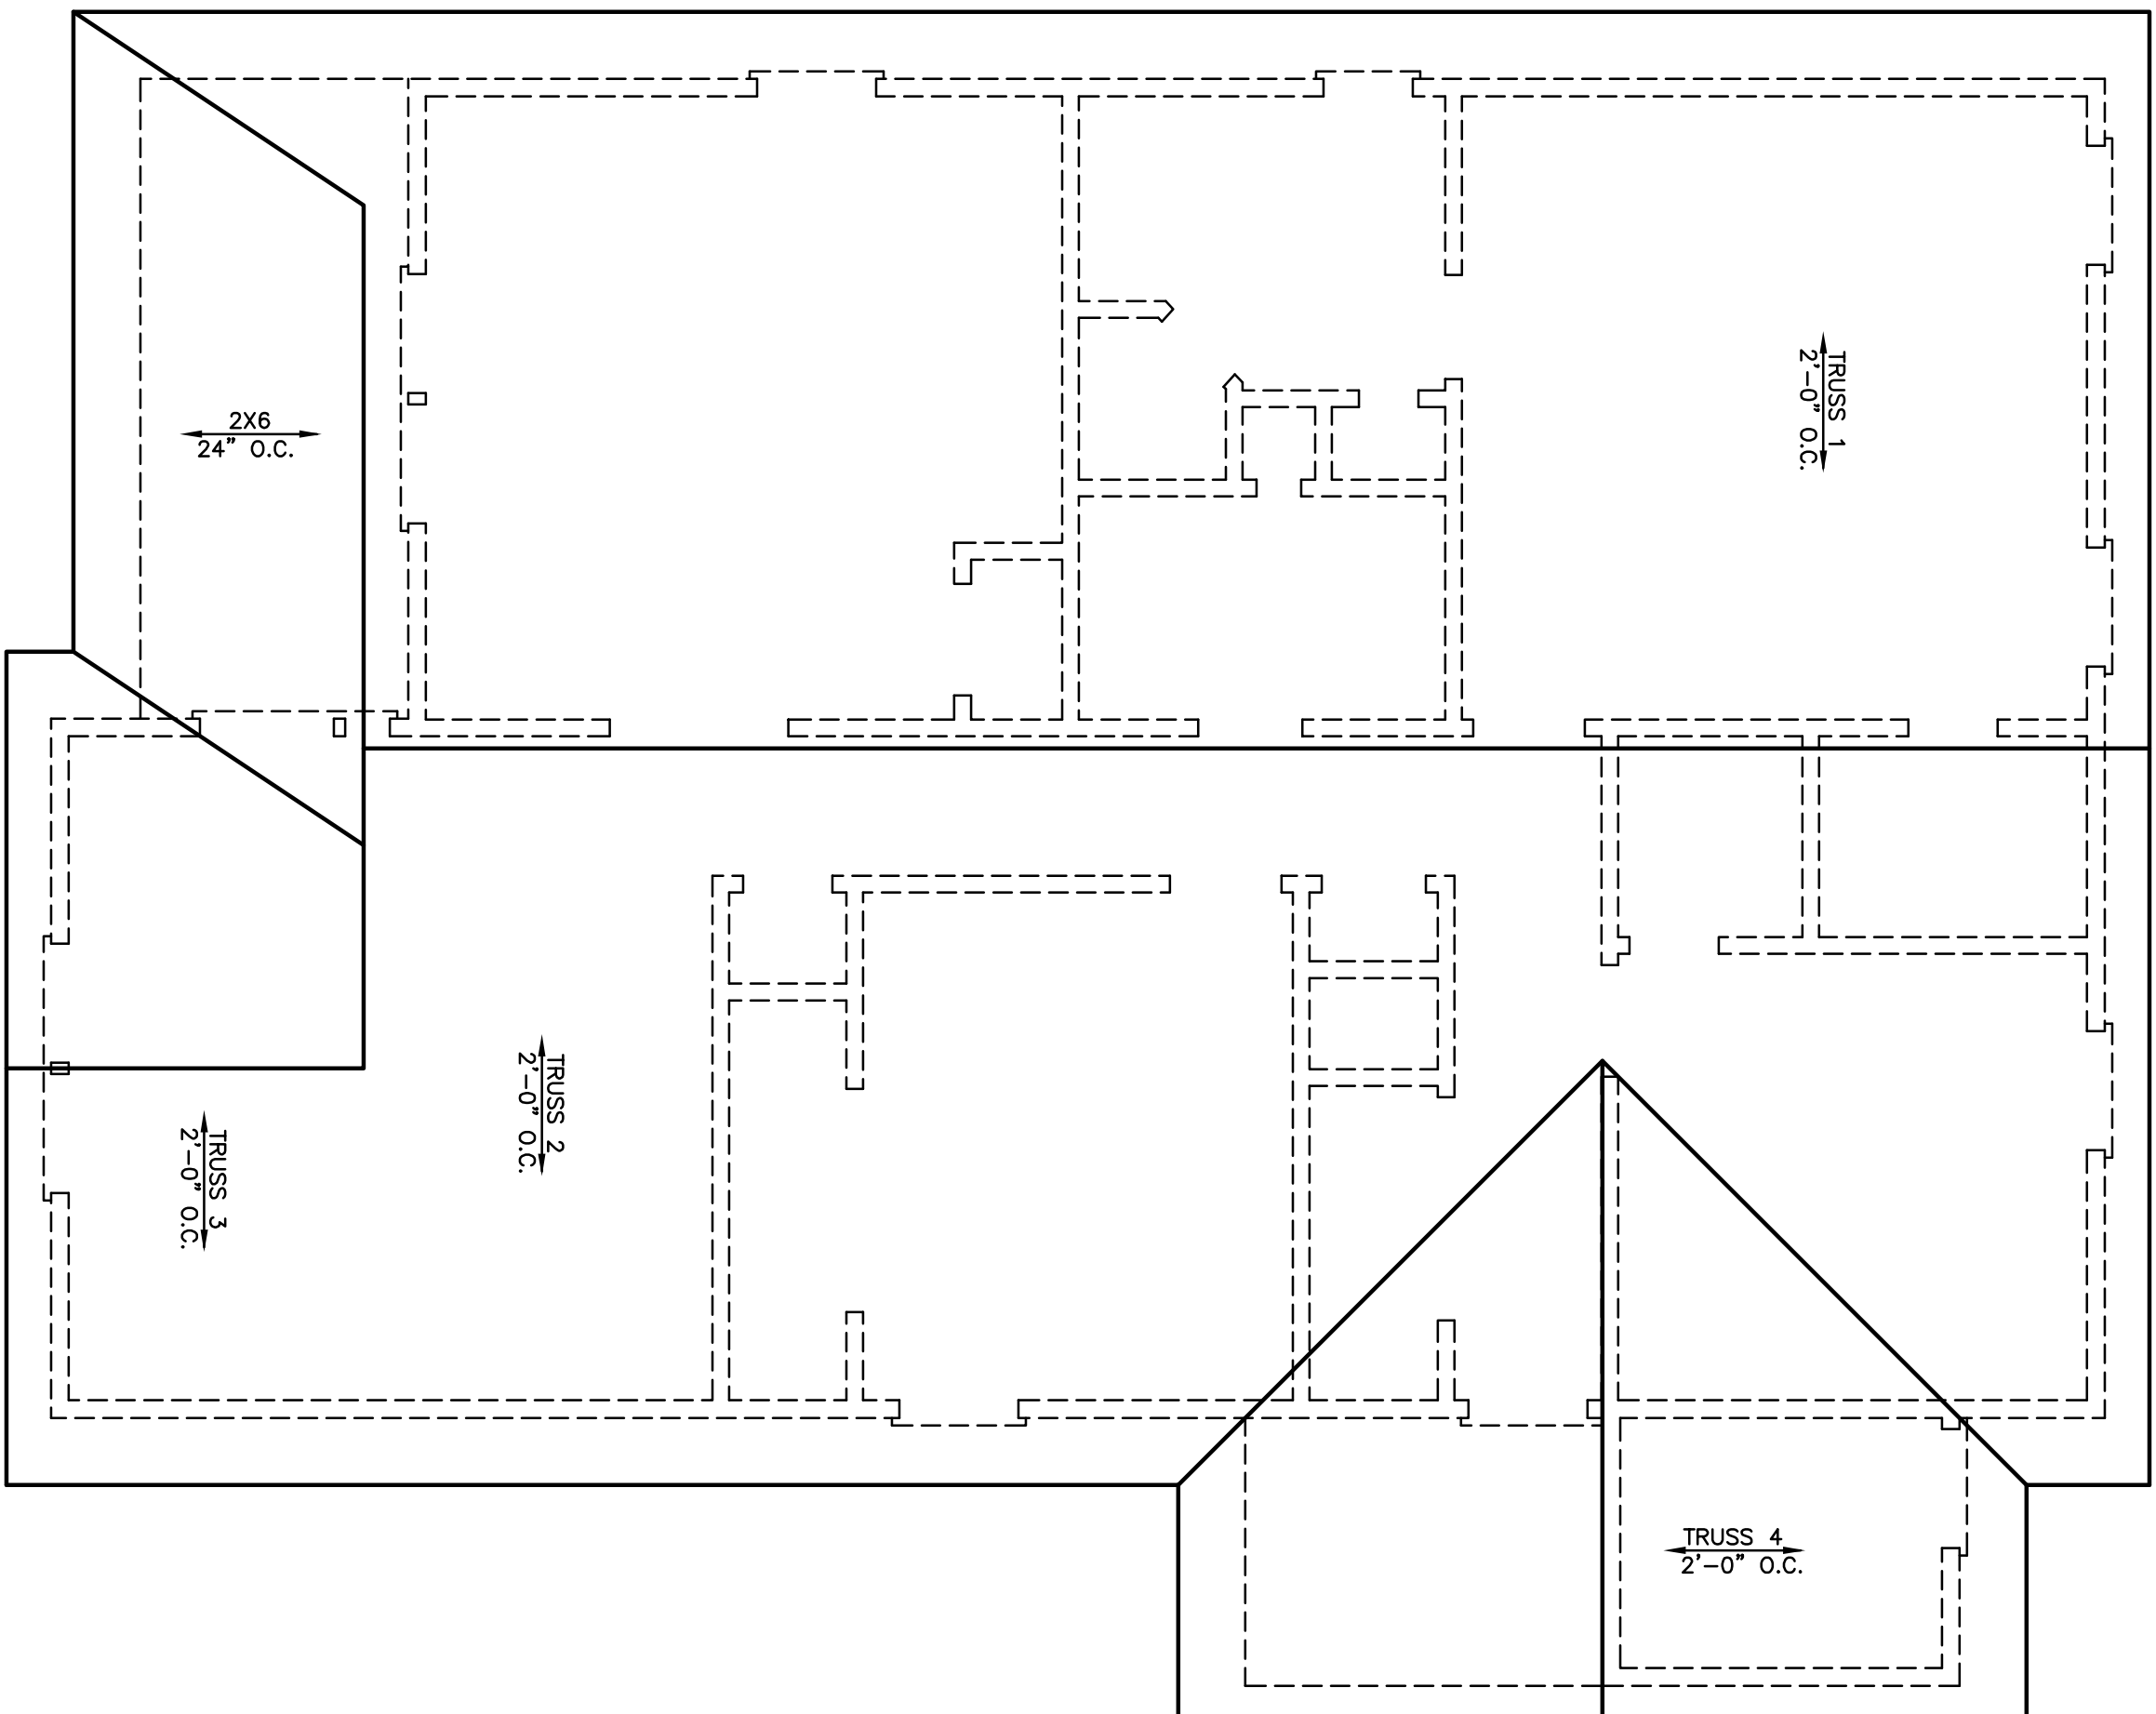 2X6
24" O.C.
TRUSS 1
2'-0" O.C.
TRUSS 2
2'-0" O.C.
TRUSS 3
2'-0" O.C.
TRUSS 4
2'-0" O.C.